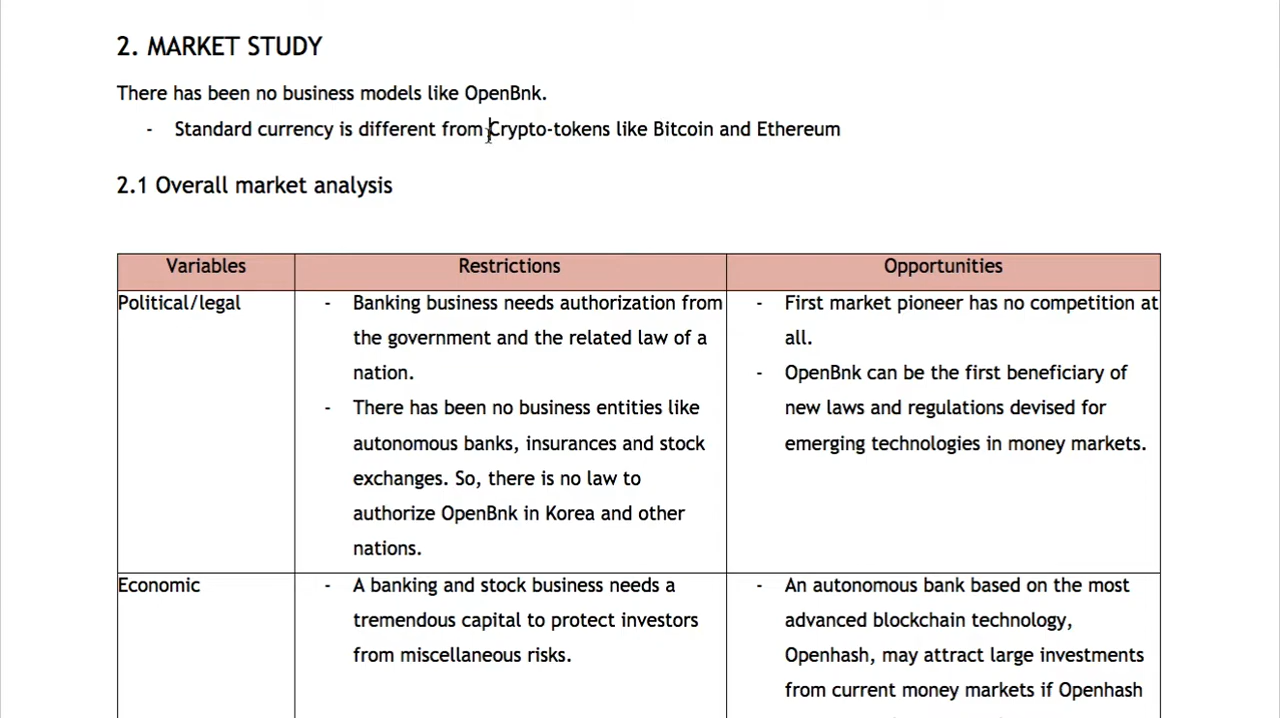 2. MARKET STUDY
There has been no business models like OpenBnk.
- Standard currency is different from Crypto-tokens like Bitcoin and Ethereum
2.1 Overall market analysis
Variables
Restrictions
Opportunities
Political/legal
- Banking business needs authorization from
the government and the related law of a
nation.
- There has been no business entities like
autonomous banks, insurances and stock
exchanges. So, there is no law to
authorize OpenBnk in Korea and other
nations.
- First market pioneer has no competition at
all.
- OpenBnk can be the first beneficiary of
new laws and regulations devised for
emerging technologies in money markets.
Economic
- A banking and stock business needs a
tremendous capital to protect investors
from miscellaneous risks.
- An autonomous bank based on the most
advanced blockchain technology,
Openhash, may attract large investments
from current money markets if Openhash